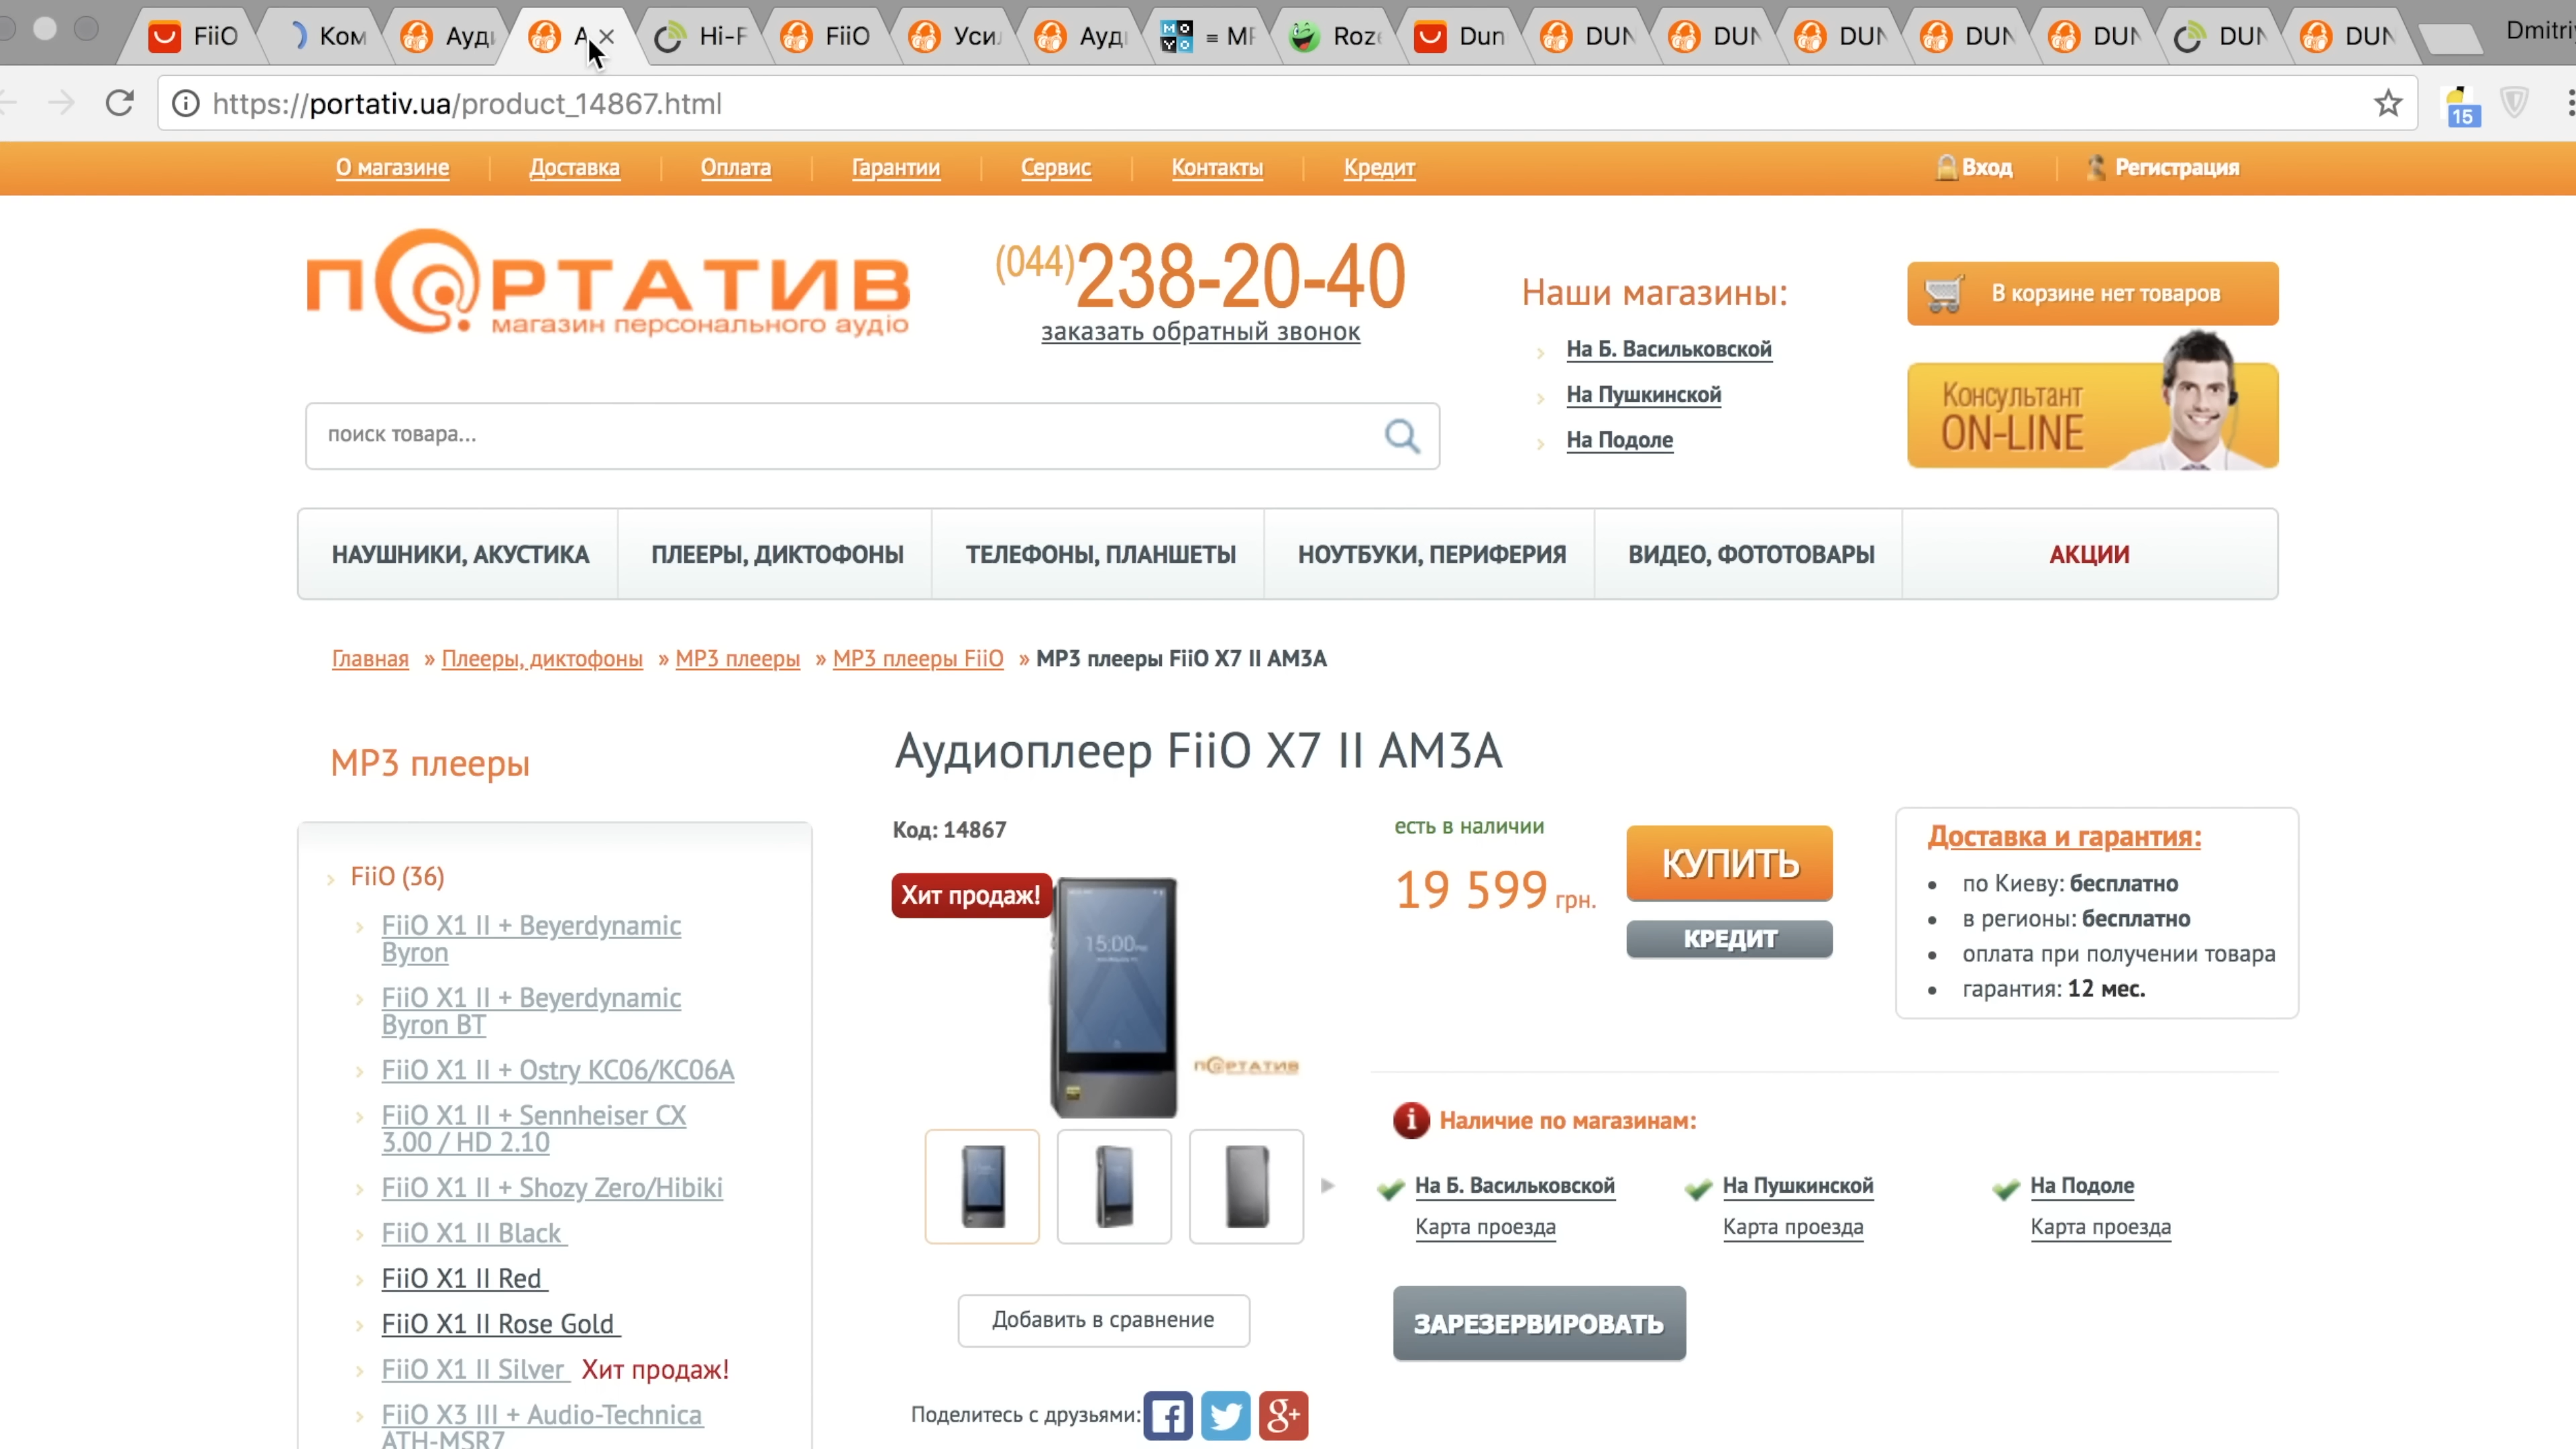 FiiO
Ком
Ауди
А
Hi-F
FiiO
Уси
Ауд
MOYO
= MP
Roze
Dun
DUN
DUN
DUN
DUN
DUN
DUN
DUN
Dmitriy
https://portativ.ua/product_14867.html
15
О магазине
Доставка
Оплата
Гарантии
Сервис
Контакты
Кредит
Вход
Регистрация
ПОРТАТИВ
магазин персонального аудіо
(044)238-20-40
заказать обратный звонок
Наши магазины:
На Б. Васильковской
На Пушкинской
На Подоле
В корзине нет товаров
Консультант
ON-LINE
поиск товара...
НАУШНИКИ, АКУСТИКА
ПЛЕЕРЫ, ДИКТОФОНЫ
ТЕЛЕФОНЫ, ПЛАНШЕТЫ
НОУТБУКИ, ПЕРИФЕРИЯ
ВИДЕО, ФОТОТОВАРЫ
АКЦИИ
Главная » Плееры, диктофоны » MP3 плееры » MP3 плееры FiiO » MP3 плееры FiiO X7 II AM3A
MP3 плееры
FiiO (36)
FiiO X1 II + Beyerdynamic
Byron
FiiO X1 II + Beyerdynamic
Byron BT
FiiO X1 II + Ostry KC06/KC06A
FiiO X1 II + Sennheiser CX
3.00 / HD 2.10
FiiO X1 II + Shozy Zero/Hibiki
FiiO X1 II Black
FiiO X1 II Red
FiiO X1 II Rose Gold
FiiO X1 II Silver Хит продаж!
FiiO X3 III + Audio-Technica
ATH-MSR7
Аудиоплеер FiiO X7 II AM3A
Код: 14867
Хит продаж!
15:00
ПОРТАТИВ
Добавить в сравнение
Поделитесь с друзьями:
есть в наличии
19 599 грн.
КУПИТЬ
КРЕДИТ
Доставка и гарантия:
по Киеву: бесплатно
в регионы: бесплатно
оплата при получении товара
гарантия: 12 мес.
Наличие по магазинам:
На Б. Васильковской
Карта проезда
На Пушкинской
Карта проезда
На Подоле
Карта проезда
ЗАРЕЗЕРВИРОВАТЬ